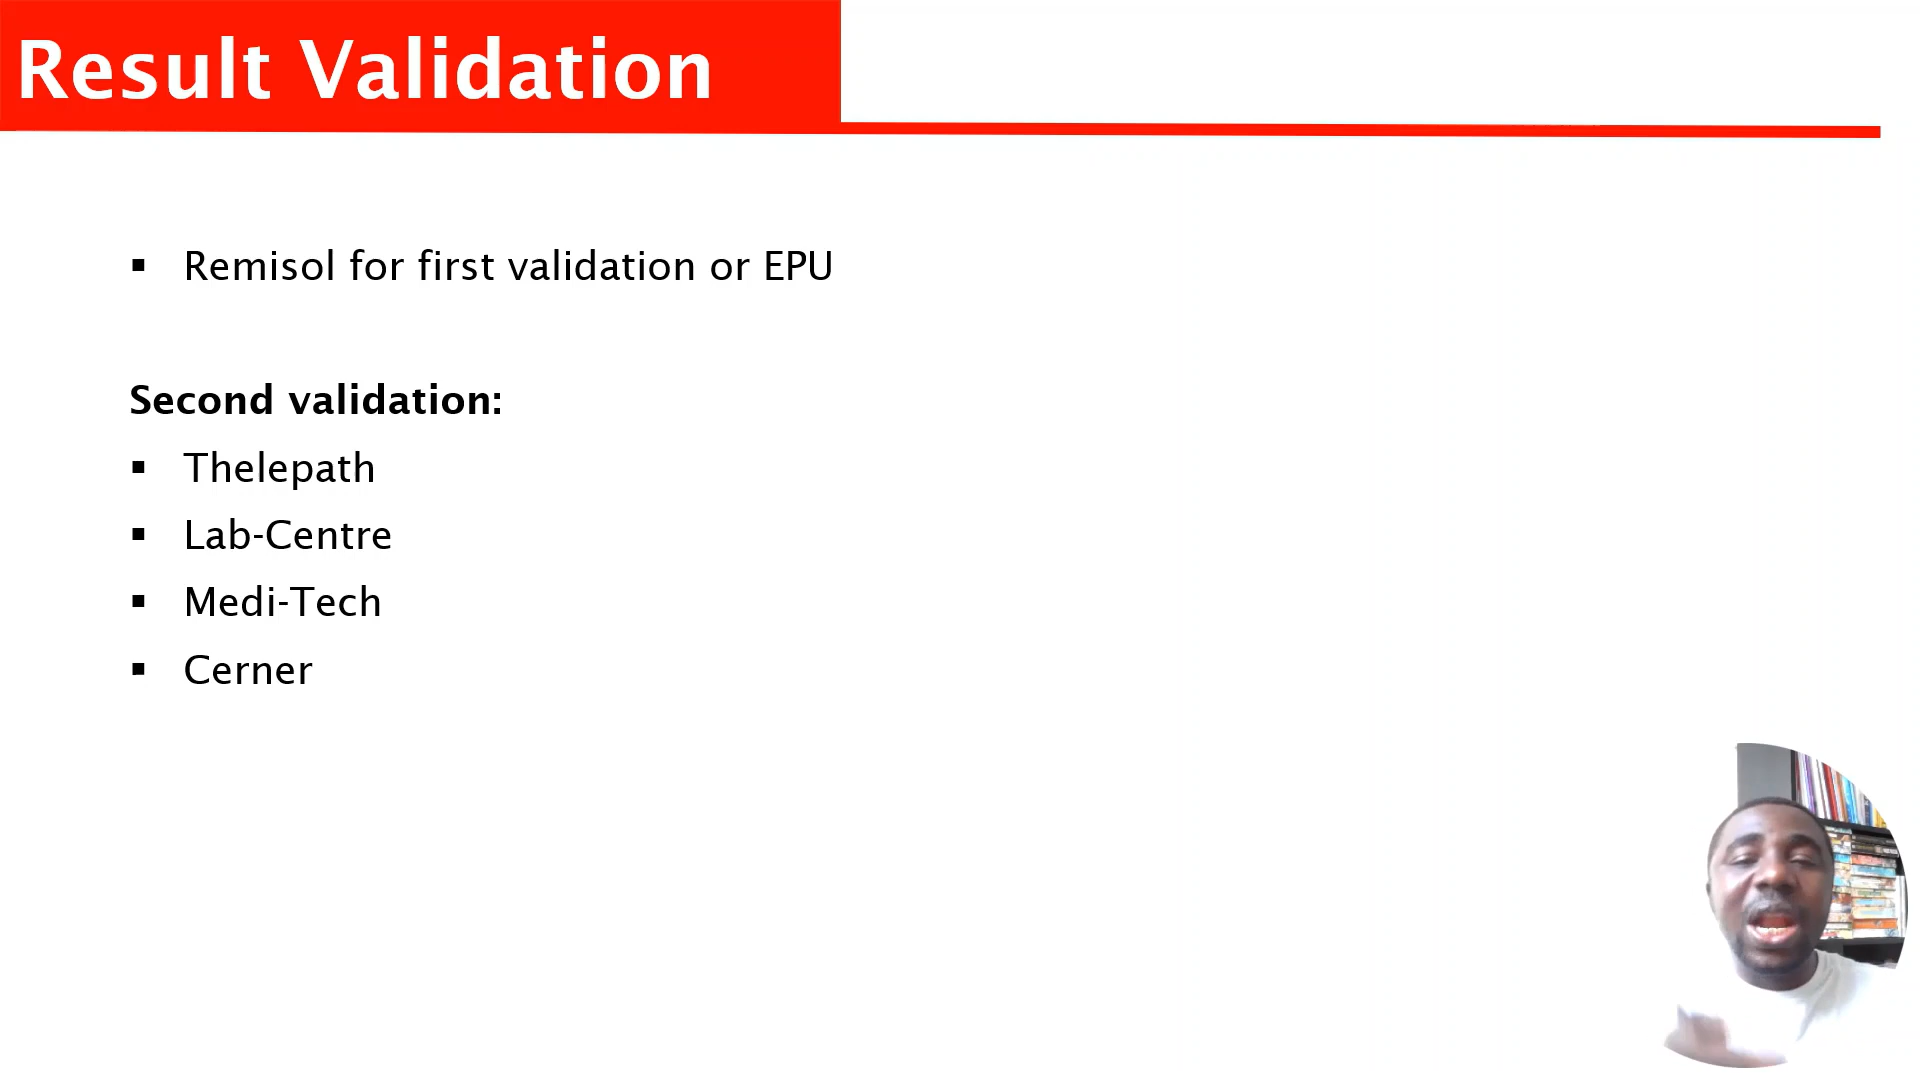 Result Validation
▪ Remisol for first validation or EPU
Second validation:
▪ Thelepath
▪ Lab-Centre
▪ Medi-Tech
▪ Cerner